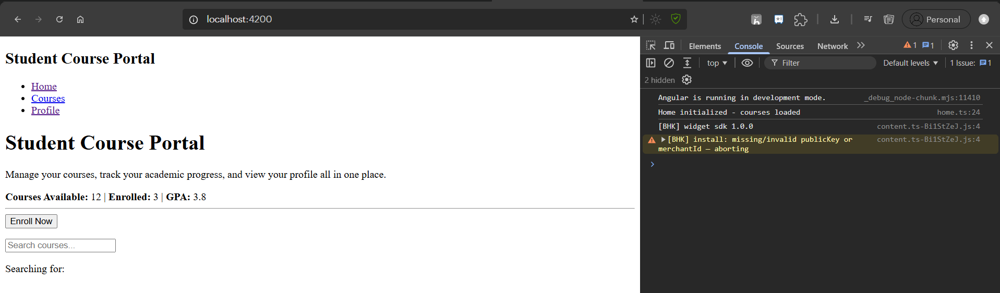 localhost:4200
Personal
Student Course Portal
Home
Courses
Profile
Student Course Portal
Manage your courses, track your academic progress, and view your profile all in one place.
Courses Available: 12 | Enrolled: 3 | GPA: 3.8
Enroll Now
Search courses...
Searching for:
Elements Console Sources Network 1 1
top Filter Default levels 1 Issue: 1
2 hidden
Angular is running in development mode. _debug_node-chunk.mjs:11410
Home initialized - courses loaded home.ts:24
[BHK] widget sdk 1.0.0 content.ts-Bi1StZeJ.js:4
[BHK] install: missing/invalid publicKey or content.ts-Bi1StZeJ.js:4
merchantId — aborting